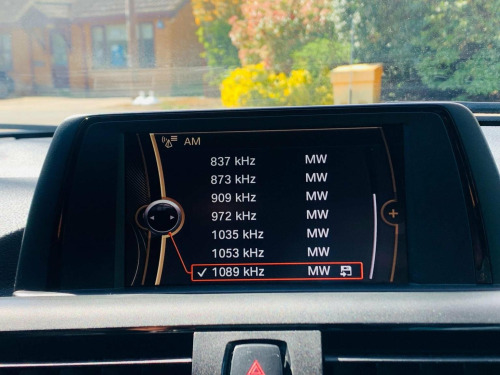 AM
837 kHz MW
873 kHz MW
909 kHz MW
972 kHz MW
1035 kHz MW
1053 kHz MW
1089 kHz MW